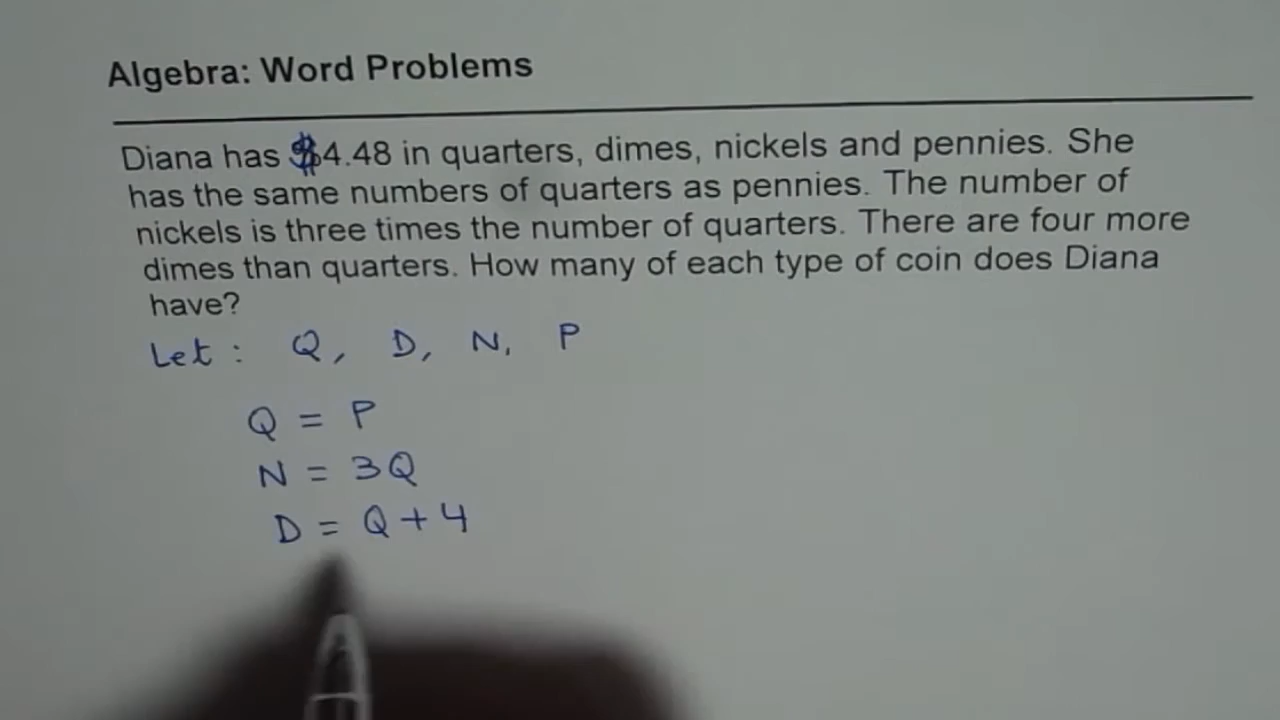 Algebra: Word Problems
Diana has $4.48 in quarters, dimes, nickels and pennies. She
has the same numbers of quarters as pennies. The number of
nickels is three times the number of quarters. There are four more
dimes than quarters. How many of each type of coin does Diana
have?
Let : Q, D, N, P
Q = P
N = 3Q
D = Q + 4